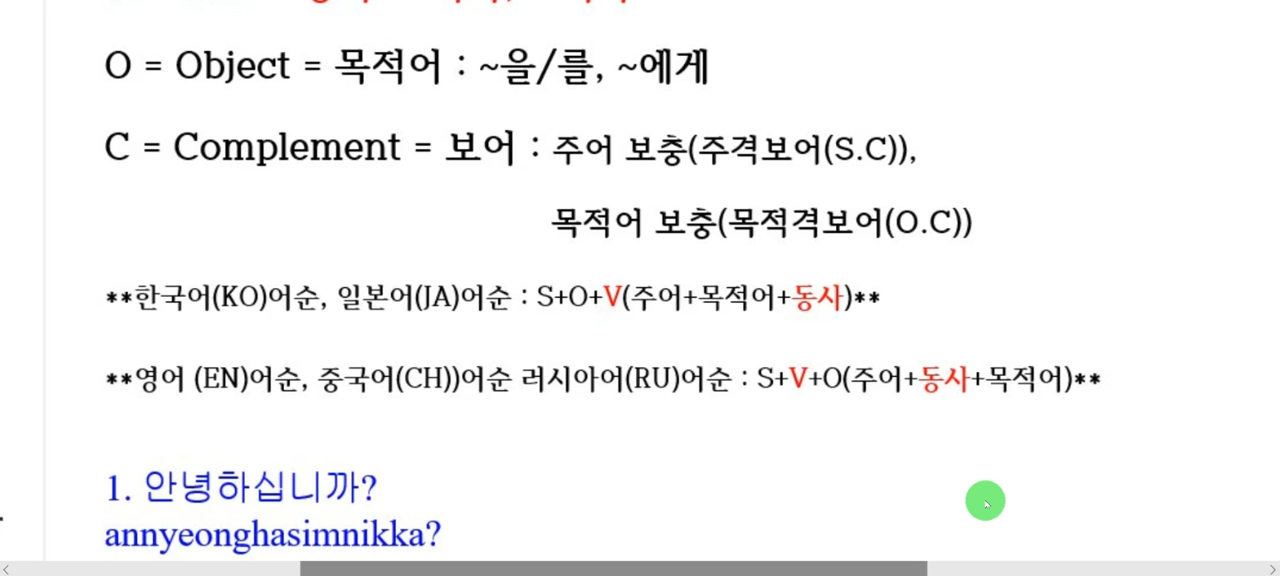 O = Object = 목적어 : ~을/를, ~에게
C = Complement = 보어 : 주어 보충(주격보어(S.C)),
목적어 보충(목적격보어(O.C))
**한국어(KO)어순, 일본어(JA)어순 : S+O+V(주어+목적어+동사)**
**영어 (EN)어순, 중국어(CH))어순 러시아어(RU)어순 : S+V+O(주어+동사+목적어)**
1. 안녕하십니까?
annyeonghasimnikka?